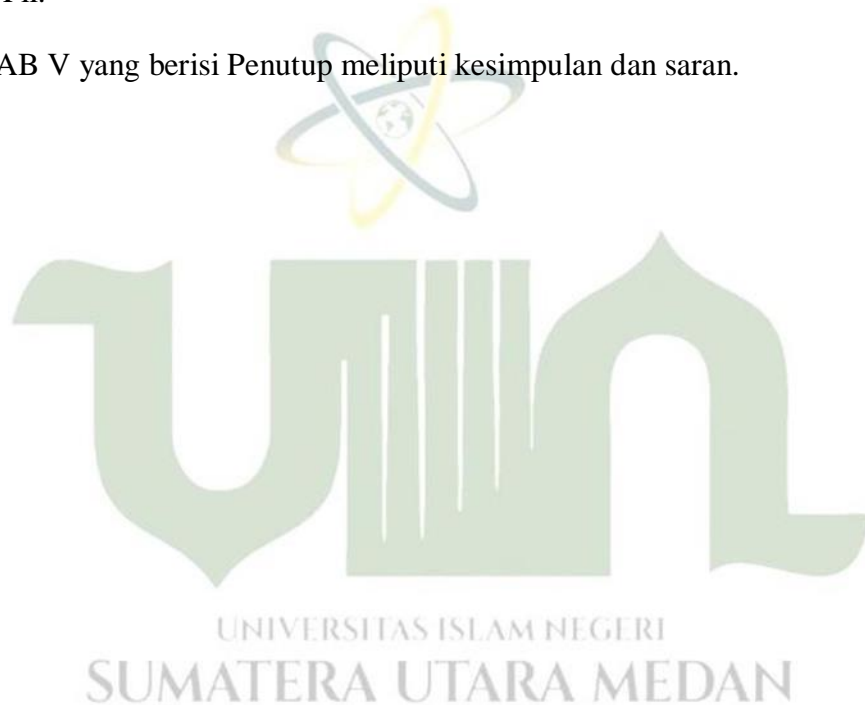 AB V yang berisi Penutup meliputi kesimpulan dan saran.
UNIVERSITAS ISLAM NEGERI
SUMATERA UTARA MEDAN